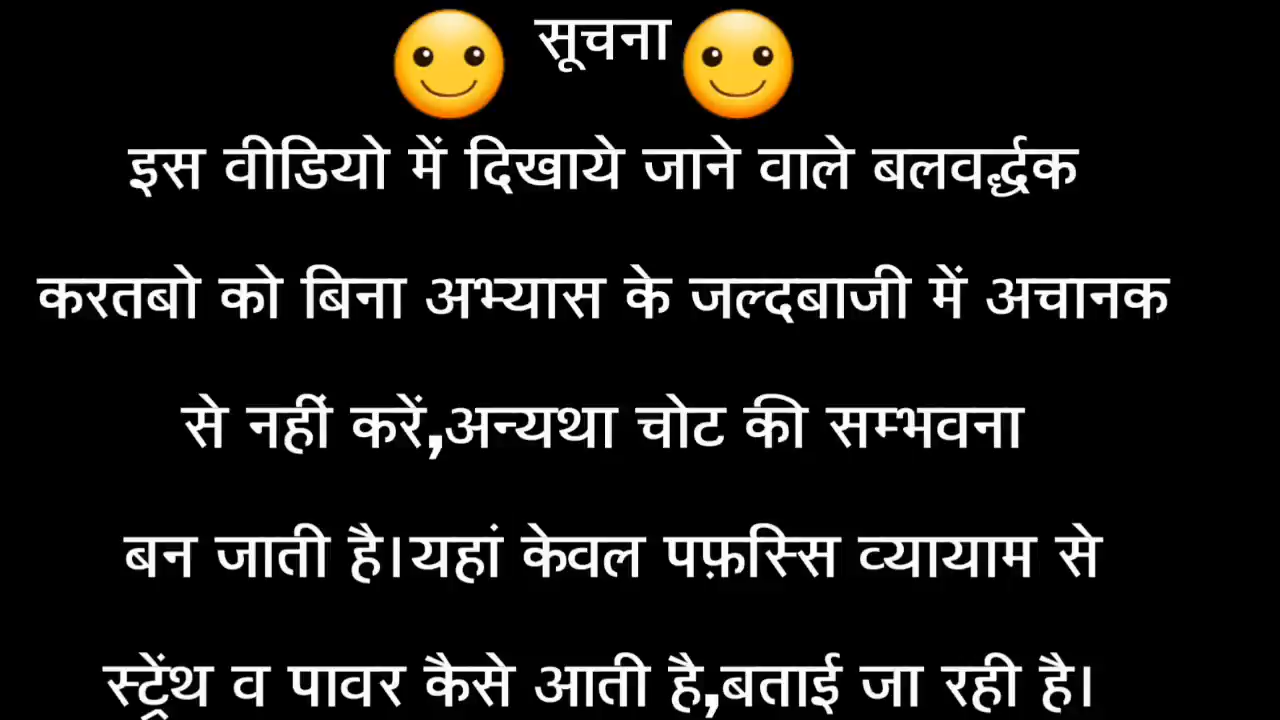 सूचना
इस वीडियो में दिखाये जाने वाले बलवर्द्धक
करतबो को बिना अभ्यास के जल्दबाजी में अचानक
से नहीं करें,अन्यथा चोट की सम्भवना
बन जाती है।यहां केवल पफ़स्सि व्यायाम से
स्ट्रेंथ व पावर कैसे आती है,बताई जा रही है।